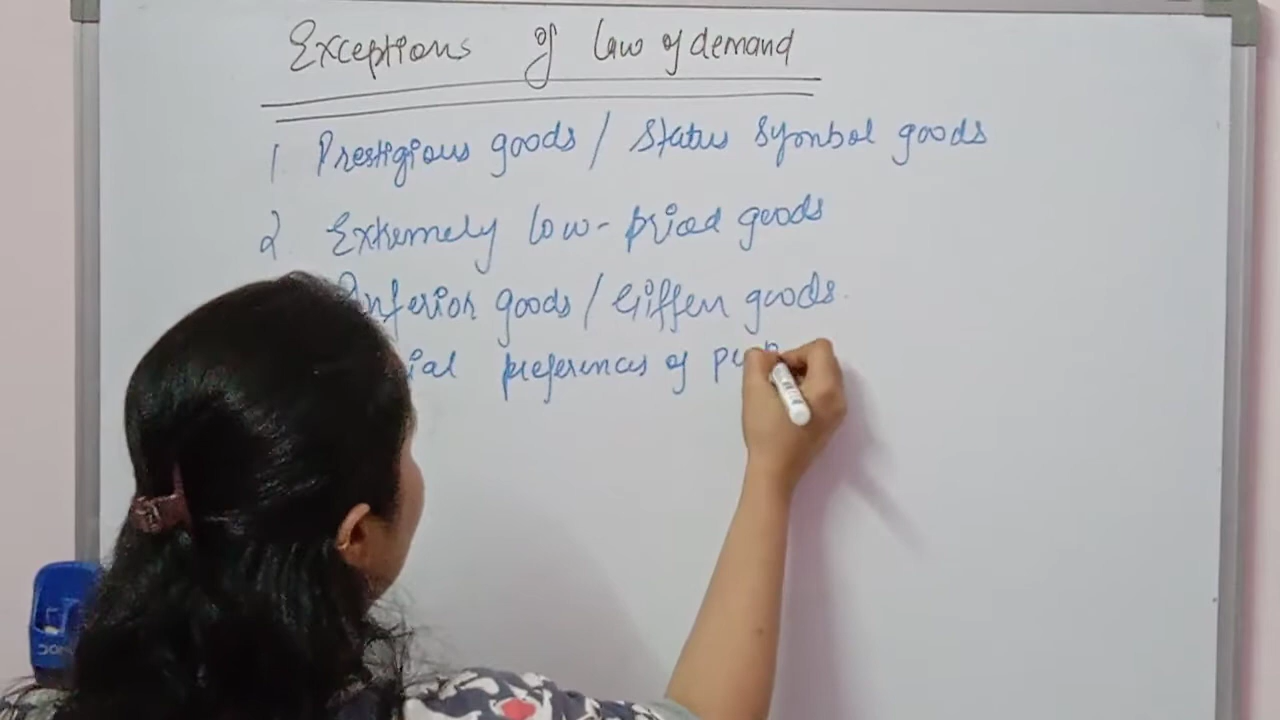 Exceptions of law of demand
1 Prestigious goods / Status Symbol goods
2 Extremely low-priced goods
Inferior goods / Giffen goods.
preferences of